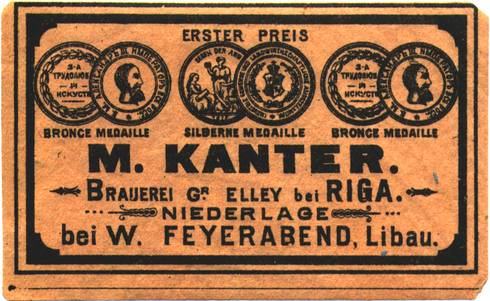 ERSTER PREIS
ЗА
ТРУДОЛЮБ
И
ИСКУСТВ
ЗА
ТРУДОЛЮБ
И
ИСКУСТВ
BRONCE MEDAILLE SILBERNE MEDAILLE BRONCE MEDAILLE
M. KANTER.
BRAUEREI GR ELLEY bei RIGA.
NIEDERLAGE
bei W. FEYERABEND, Libau.